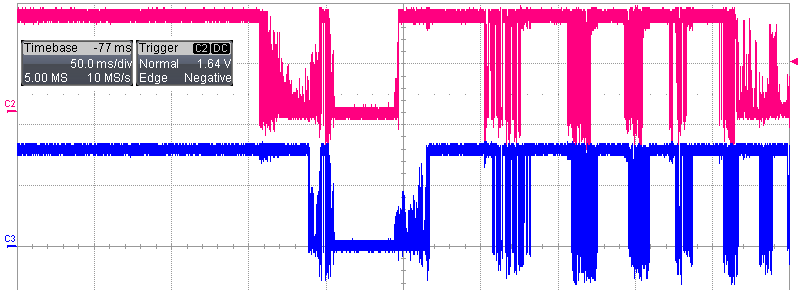 C2
Timebase -77 ms
50.0 ms/div
5.00 MS 10 MS/s
Trigger C2 DC
Normal 1.64 V
Edge Negative
C3